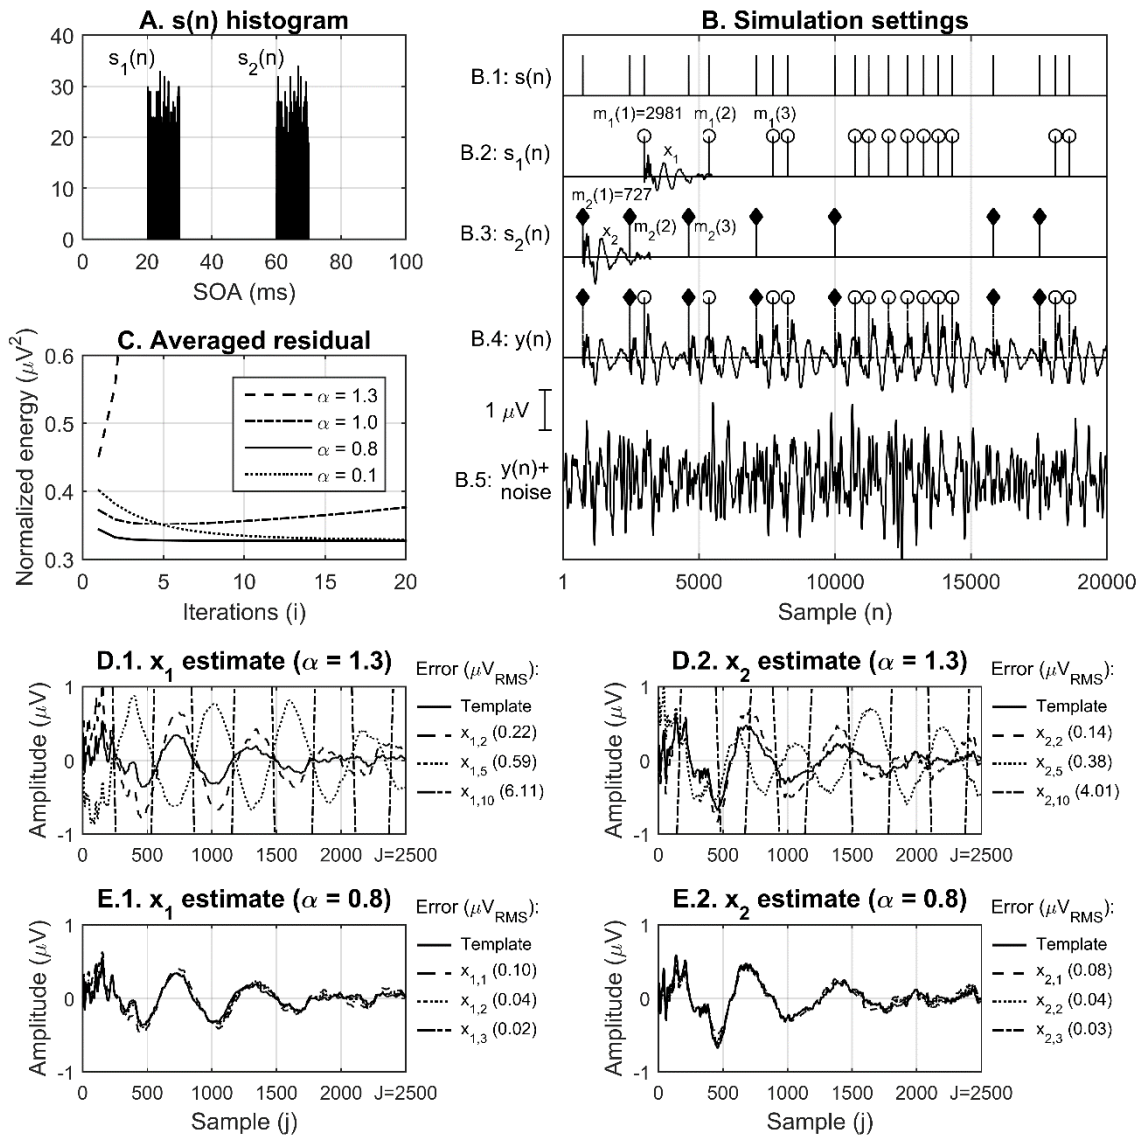 A. s(n) histogram
40
30
20
10
0
s1(n)
s2(n)
0
20
40
60
80
100
SOA (ms)
B. Simulation settings
B.1: s(n)
m1(1)=2981
m1(2)
m1(3)
B.2: s1(n)
x1
m2(1)=727
B.3: s2(n)
x2
m2(2)
m2(3)
B.4: y(n)
1 μV
B.5: y(n)+
noise
1
5000
10000
15000
20000
Sample (n)
C. Averaged residual
Normalized energy (μV2)
0.6
0.5
0.4
0.3
α = 1.3
α = 1.0
α = 0.8
α = 0.1
0
5
10
15
20
Iterations (i)
D.1. x1 estimate (α = 1.3)
Amplitude (μV)
1
0
-1
0
500
1000
1500
2000
J=2500
Error (μVRMS):
Template
x1,2 (0.22)
x1,5 (0.59)
x1,10 (6.11)
D.2. x2 estimate (α = 1.3)
Amplitude (μV)
1
0
-1
0
500
1000
1500
2000
J=2500
Error (μVRMS):
Template
x2,2 (0.14)
x2,5 (0.38)
x2,10 (4.01)
E.1. x1 estimate (α = 0.8)
Amplitude (μV)
1
0
-1
0
500
1000
1500
2000
J=2500
Sample (j)
Error (μVRMS):
Template
x1,1 (0.10)
x1,2 (0.04)
x1,3 (0.02)
E.2. x2 estimate (α = 0.8)
Amplitude (μV)
1
0
-1
0
500
1000
1500
2000
J=2500
Sample (j)
Error (μVRMS):
Template
x2,1 (0.08)
x2,2 (0.04)
x2,3 (0.03)